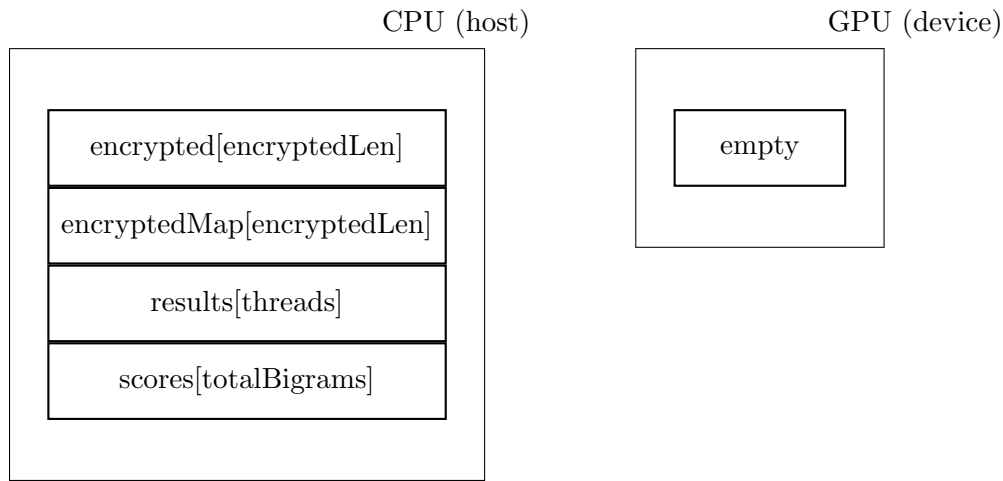 CPU (host)
GPU (device)
encrypted[encryptedLen]
encryptedMap[encryptedLen]
results[threads]
scores[totalBigrams]
empty